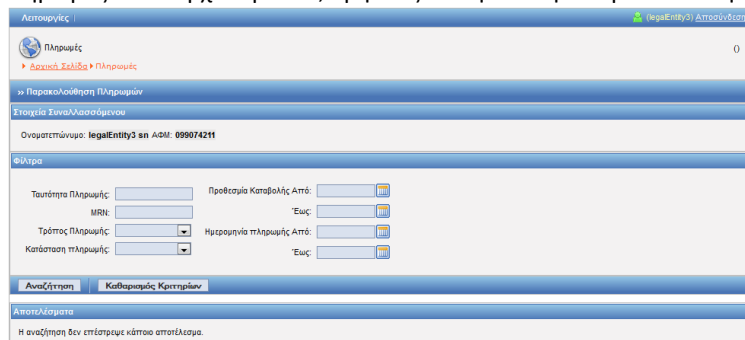 Λειτουργίες
(legalEntity3) Αποσύνδεση
Πληρωμές
()
Αρχική Σελίδα Πληρωμές
» Παρακολούθηση Πληρωμών
Στοιχεία Συναλλασσόμενου
Ονοματεπώνυμο: legalEntity3 sn ΑΦΜ: 099074211
Φίλτρα
Ταυτότητα Πληρωμής: Προθεσμία Καταβολής Από:
MRN: Έως:
Τρόπος Πληρωμής: Ημερομηνία πληρωμής Από:
Κατάσταση πληρωμής: Έως:
Αναζήτηση Καθαρισμός Κριτηρίων
Αποτελέσματα
Η αναζήτηση δεν επέστρεψε κάποιο αποτέλεσμα.